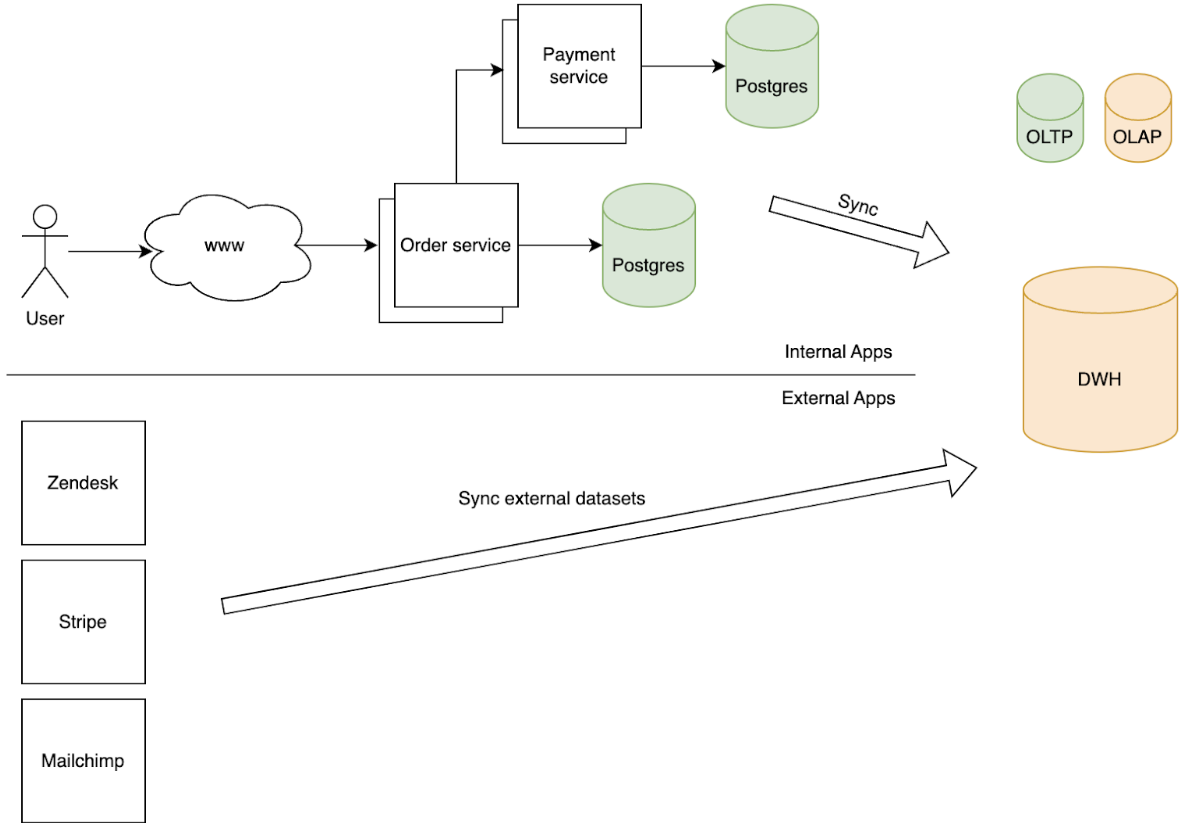 Payment
service
Postgres
OLTP
OLAP
Sync
www
Order service
Postgres
User
Internal Apps
DWH
External Apps
Zendesk
Sync external datasets
Stripe
Mailchimp